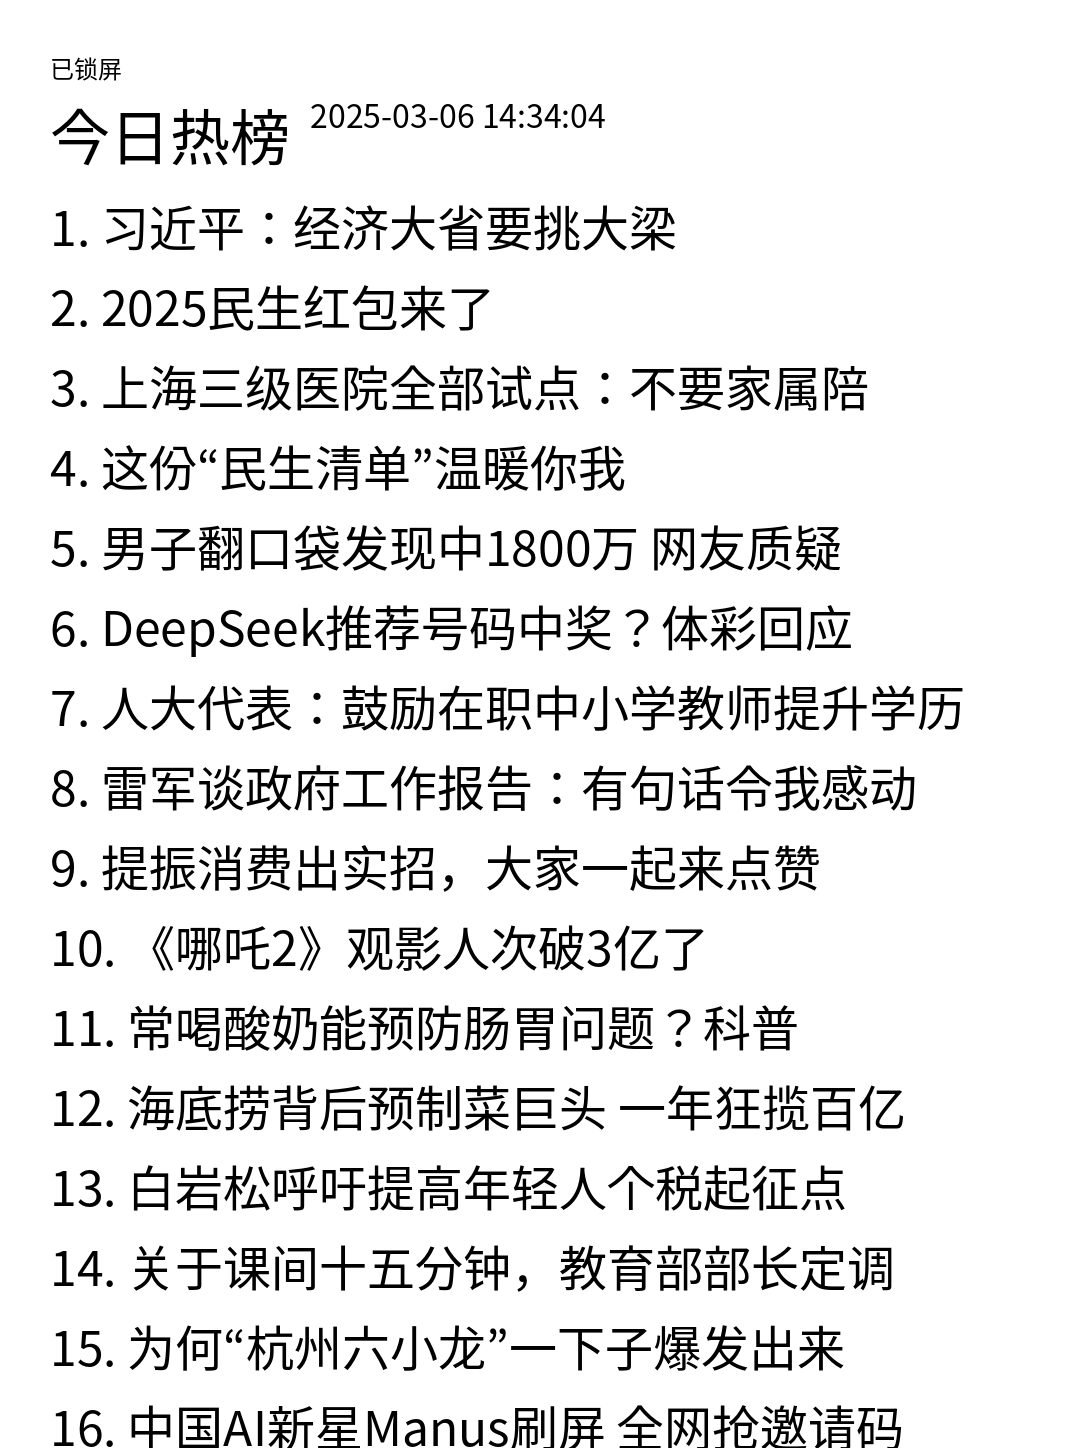 已锁屏
今日热榜 2025-03-06 14:34:04
1. 习近平：经济大省要挑大梁
2. 2025民生红包来了
3. 上海三级医院全部试点：不要家属陪
4. 这份“民生清单”温暖你我
5. 男子翻口袋发现中1800万 网友质疑
6. DeepSeek推荐号码中奖？体彩回应
7. 人大代表：鼓励在职中小学教师提升学历
8. 雷军谈政府工作报告：有句话令我感动
9. 提振消费出实招，大家一起来点赞
10. 《哪吒2》观影人次破3亿了
11. 常喝酸奶能预防肠胃问题？科普
12. 海底捞背后预制菜巨头 一年狂揽百亿
13. 白岩松呼吁提高年轻人个税起征点
14. 关于课间十五分钟，教育部部长定调
15. 为何“杭州六小龙”一下子爆发出来
16. 中国AI新星Manus刷屏 全网抢邀请码